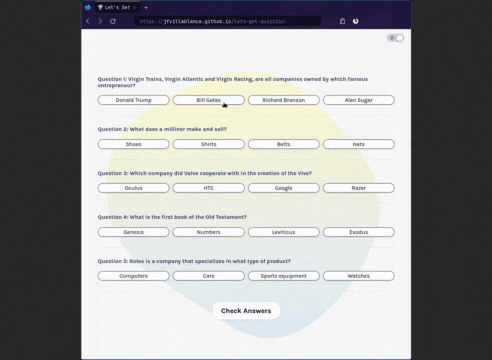 Let's Get
https://jfvillablanca.github.io/lets-get-quizzical/
Question 1: Virgin Trains, Virgin Atlantic and Virgin Racing, are all companies owned by which famous
entrepreneur?
Donald Trump Bill Gates Richard Branson Alan Sugar
Question 2: What does a milliner make and sell?
Shoes Shirts Belts Hats
Question 3: Which company did Valve cooperate with in the creation of the Vive?
Oculus HTC Google Razer
Question 4: What is the first book of the Old Testament?
Genesis Numbers Leviticus Exodus
Question 5: Rolex is a company that specializes in what type of product?
Computers Cars Sports equipment Watches
Check Answers